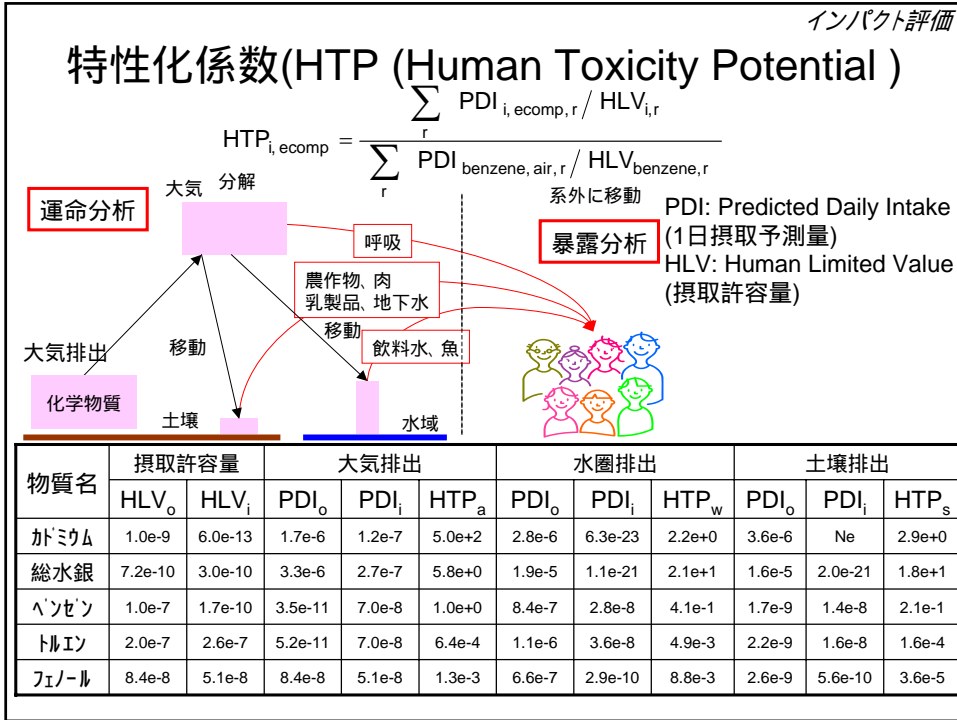 インパクト評価
特性化係数(HTP (Human Toxicity Potential )
HTP i, ecomp = ∑ r PDI i, ecomp, r / HLV i,r
∑ r PDI benzene, air, r / HLV benzene, r
大気 分解
系外に移動
運命分析
呼吸
暴露分析
PDI: Predicted Daily Intake
(1日摂取予測量)
HLV: Human Limited Value
(摂取許容量)
農作物、肉
乳製品、地下水
移動
移動
飲料水、魚
大気排出
化学物質
土壌
水域
物質名 摂取許容量 大気排出 水圏排出 土壌排出
HLVo HLVi PDIo PDIi HTPa PDIo PDIi HTPw PDIo PDIi HTPs
カドミウム 1.0e-9 6.0e-13 1.7e-6 1.2e-7 5.0e+2 2.8e-6 6.3e-23 2.2e+0 3.6e-6 Ne 2.9e+0
総水銀 7.2e-10 3.0e-10 3.3e-6 2.7e-7 5.8e+0 1.9e-5 1.1e-21 2.1e+1 1.6e-5 2.0e-21 1.8e+1
ベンゼン 1.0e-7 1.7e-10 3.5e-11 7.0e-8 1.0e+0 8.4e-7 2.8e-8 4.1e-1 1.7e-9 1.4e-8 2.1e-1
トルエン 2.0e-7 2.6e-7 5.2e-11 7.0e-8 6.4e-4 1.1e-6 3.6e-8 4.9e-3 2.2e-9 1.6e-8 1.6e-4
フェノール 8.4e-8 5.1e-8 8.4e-8 5.1e-8 1.3e-3 6.6e-7 2.9e-10 8.8e-3 2.6e-9 5.6e-10 3.6e-5